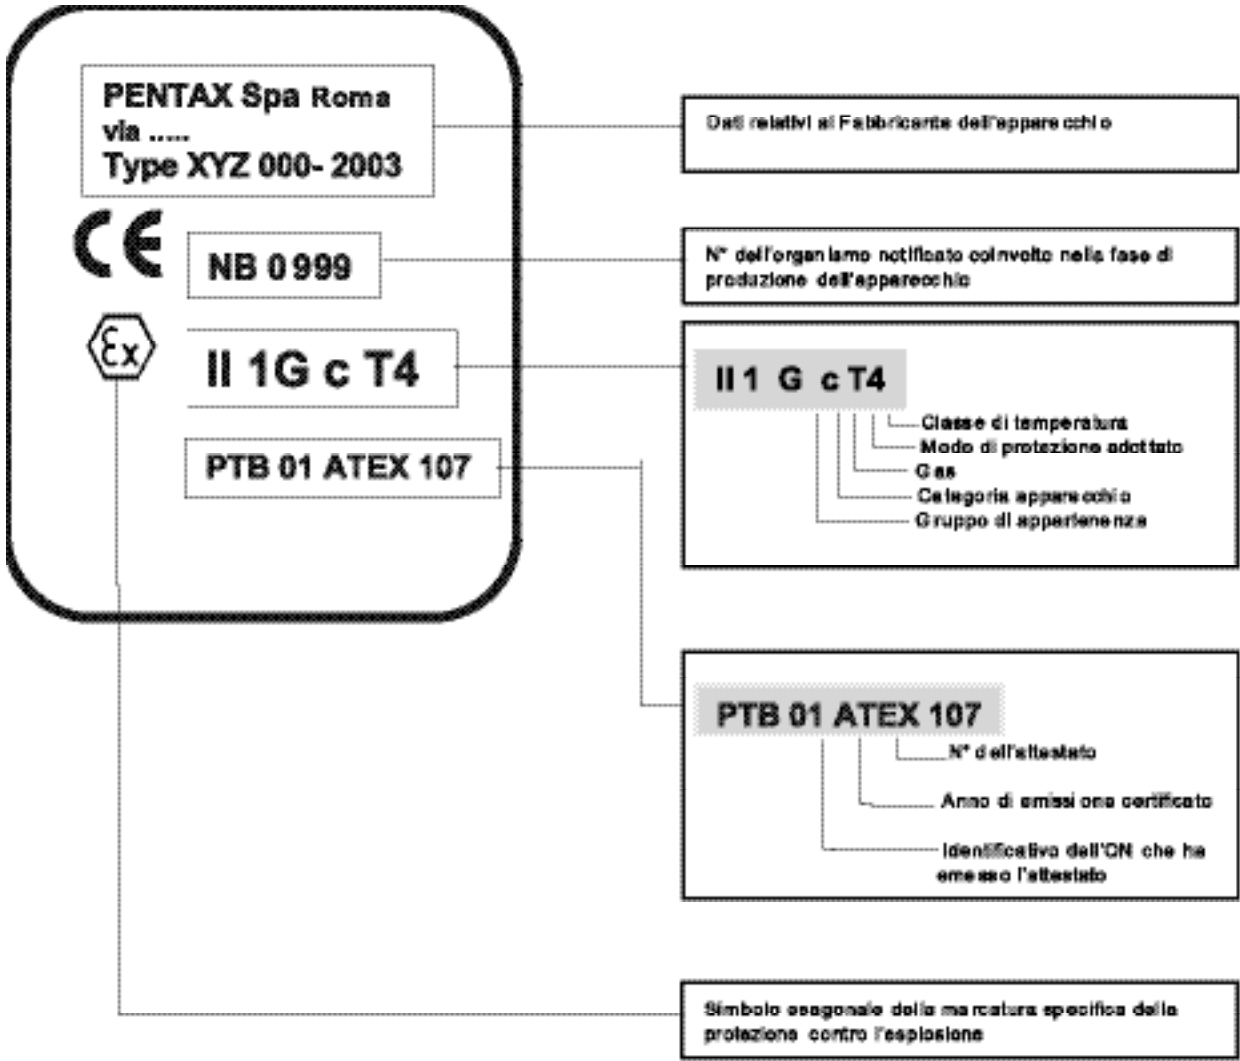 PENTAX Spa Roma
via .....
Type XYZ 000- 2003
CE
NB 0999
Ex
II 1G c T4
PTB 01 ATEX 107
Dati relativi al Fabbricante dell'apparecchio
N° dell'organismo notificato coinvolto nella fase di
produzione dell'apparecchio
II 1 G c T4
Classe di temperatura
Modo di protezione adottato
Gas
Categoria apparecchio
Gruppo di appartenenza
PTB 01 ATEX 107
N° dell'attestato
Anno di emissione certificato
Identificativo dell'ON che ha
emesso l'attestato
Simbolo esagonale della marcatura specifica della
protezione contro l'esplosione